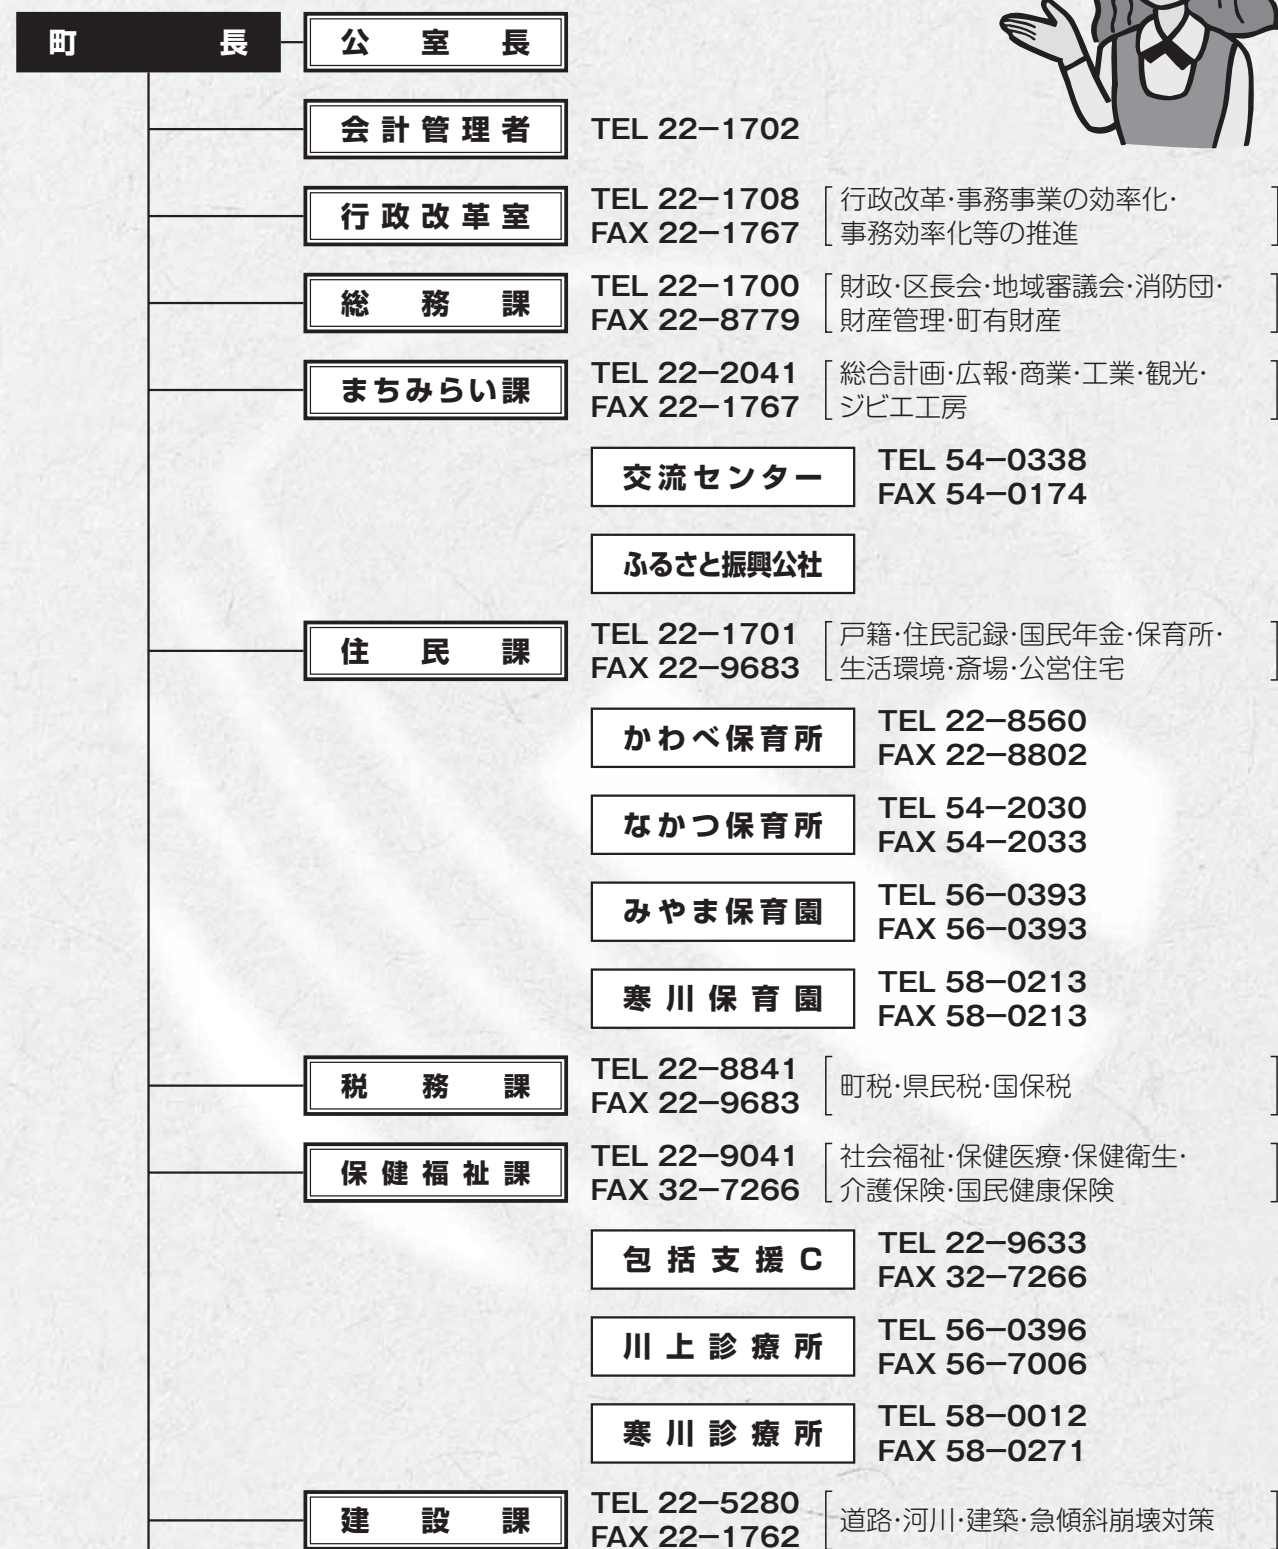 町長
公室長
会計管理者
TEL 22−1702
行政改革室
TEL 22−1708
FAX 22−1767
行政改革・事務事業の効率化・
事務効率化等の推進
総務課
TEL 22−1700
FAX 22−8779
財政・区長会・地域審議会・消防団・
財産管理・町有財産
まちみらい課
TEL 22−2041
FAX 22−1767
総合計画・広報・商業・工業・観光・
ジビエ工房
交流センター
TEL 54−0338
FAX 54−0174
ふるさと振興公社
住民課
TEL 22−1701
FAX 22−9683
戸籍・住民記録・国民年金・保育所・
生活環境・斎場・公営住宅
かわべ保育所
TEL 22−8560
FAX 22−8802
なかつ保育所
TEL 54−2030
FAX 54−2033
みやま保育園
TEL 56−0393
FAX 56−0393
寒川保育園
TEL 58−0213
FAX 58−0213
税務課
TEL 22−8841
FAX 22−9683
町税・県民税・国保税
保健福祉課
TEL 22−9041
FAX 32−7266
社会福祉・保健医療・保健衛生・
介護保険・国民健康保険
包括支援C
TEL 22−9633
FAX 32−7266
川上診療所
TEL 56−0396
FAX 56−7006
寒川診療所
TEL 58−0012
FAX 58−0271
建設課
TEL 22−5280
FAX 22−1762
道路・河川・建築・急傾斜崩壊対策